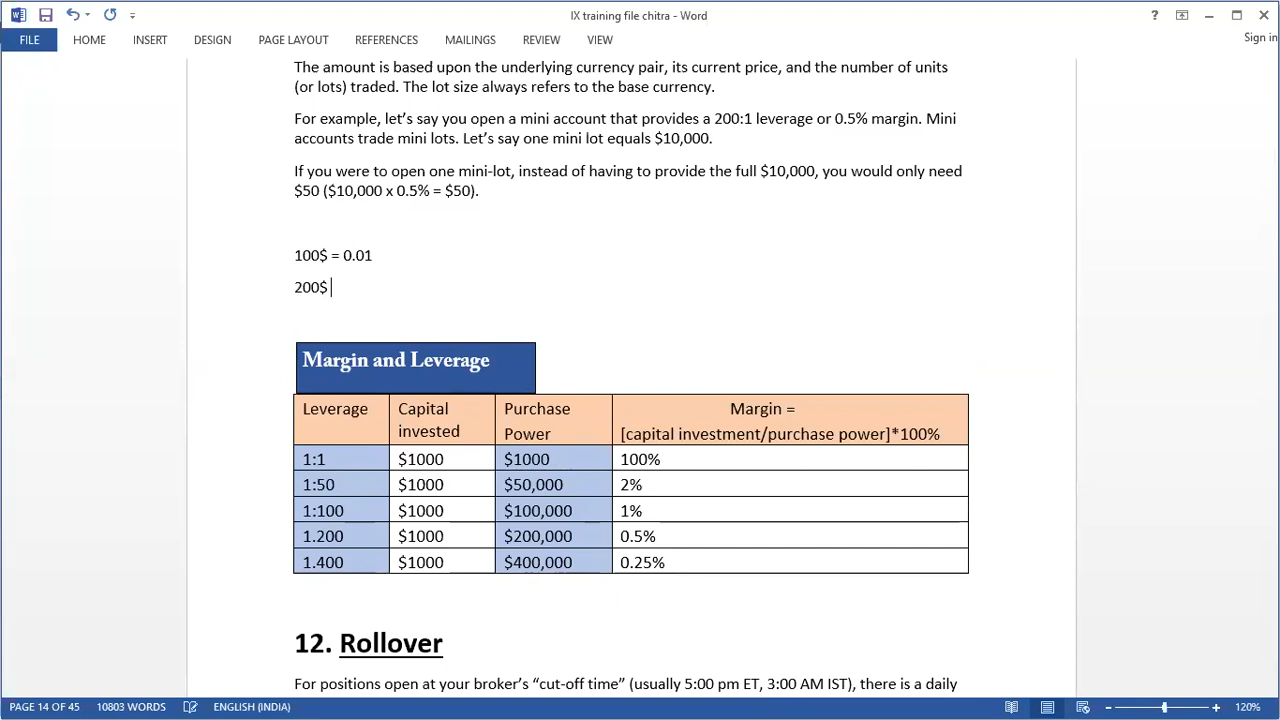 IX training file chitra - Word
?
FILE HOME INSERT DESIGN PAGE LAYOUT REFERENCES MAILINGS REVIEW VIEW Sign in
The amount is based upon the underlying currency pair, its current price, and the number of units
(or lots) traded. The lot size always refers to the base currency.
For example, let’s say you open a mini account that provides a 200:1 leverage or 0.5% margin. Mini
accounts trade mini lots. Let’s say one mini lot equals $10,000.
If you were to open one mini-lot, instead of having to provide the full $10,000, you would only need
$50 ($10,000 x 0.5% = $50).
100$ = 0.01
200$
Margin and Leverage
Leverage Capital invested Purchase Power Margin = [capital investment/purchase power]*100%
1:1 $1000 $1000 100%
1:50 $1000 $50,000 2%
1:100 $1000 $100,000 1%
1.200 $1000 $200,000 0.5%
1.400 $1000 $400,000 0.25%
12. Rollover
For positions open at your broker’s “cut-off time” (usually 5:00 pm ET, 3:00 AM IST), there is a daily
PAGE 14 OF 45 10803 WORDS ENGLISH (INDIA) 120%